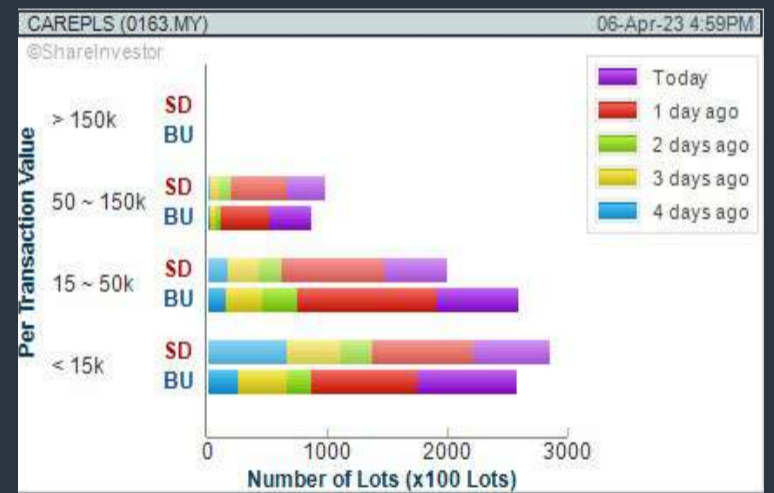 CAREPLS (0163.MY) 06-Apr-23 4:59PM
©ShareInvestor
Today
1 day ago
2 days ago
3 days ago
4 days ago
Per Transaction Value
> 150k
SD
BU
50 ~ 150k
SD
BU
15 ~ 50k
SD
BU
< 15k
SD
BU
0 1000 2000 3000
Number of Lots (x100 Lots)